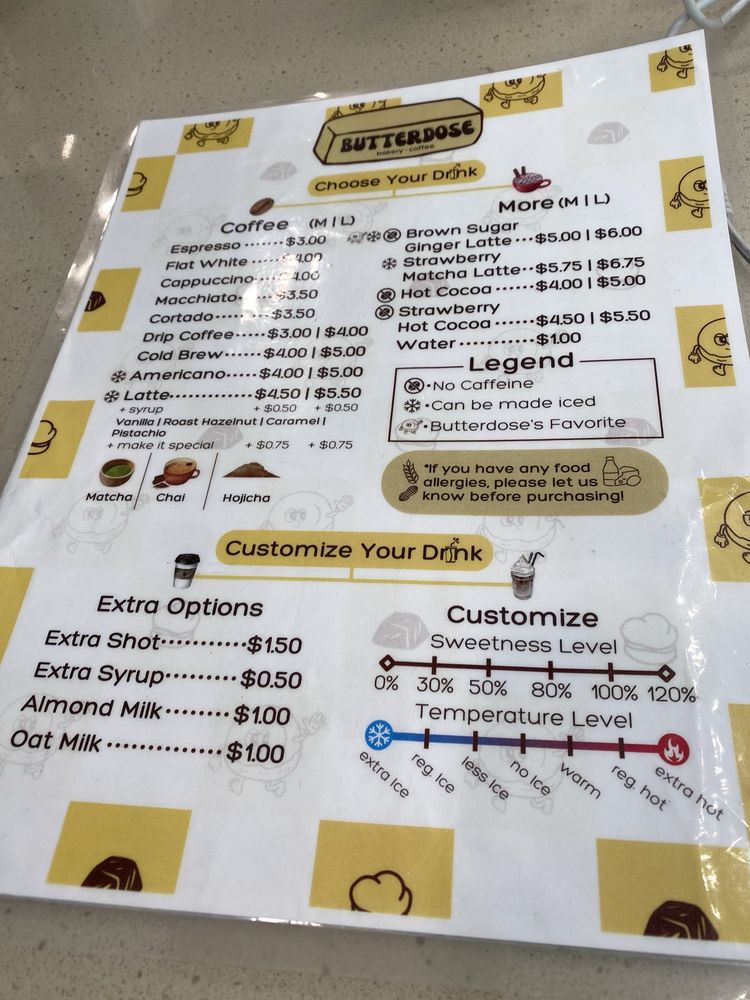 BUTTERDOSE
bakery · coffee
Choose Your Drink
Coffee (M | L)
Espresso ······· $3.00
Flat White ····· $4.00
Cappuccino ···· $4.00
Macchiato ····· $3.50
Cortado ······· $3.50
Drip Coffee ····· $3.00 | $4.00
Cold Brew ······ $4.00 | $5.00
Americano ····· $4.00 | $5.00
Latte ············· $4.50 | $5.50
+ syrup + $0.50 + $0.50
Vanilla | Roast Hazelnut | Caramel |
Pistachio
+ make it special + $0.75 + $0.75
Matcha Chai Hojicha
More (M | L)
Brown Sugar
Ginger Latte ··· $5.00 | $6.00
Strawberry
Matcha Latte ·· $5.75 | $6.75
Hot Cocoa ······ $4.00 | $5.00
Strawberry
Hot Cocoa ······ $4.50 | $5.50
Water ··········· $1.00
Legend
·No Caffeine
·Can be made iced
·Butterdose's Favorite
*If you have any food
allergies, please let us
know before purchasing!
Customize Your Drink
Extra Options
Extra Shot ··········· $1.50
Extra Syrup ········· $0.50
Almond Milk ········ $1.00
Oat Milk ············· $1.00
Customize
Sweetness Level
0% 30% 50% 80% 100% 120%
Temperature Level
extra Ice reg. Ice less Ice no Ice warm reg. hot extra hot